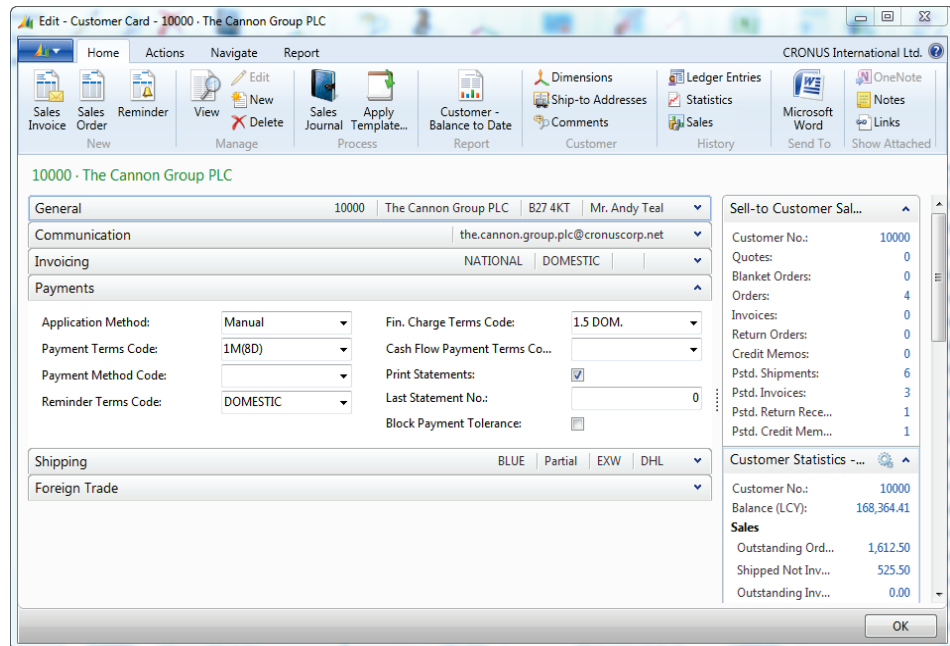 Edit - Customer Card - 10000 · The Cannon Group PLC
Home Actions Navigate Report CRONUS International Ltd.
Sales Invoice
Sales Order
Reminder
New
View
Edit
New
Delete
Manage
Sales Journal
Apply Template...
Process
Customer - Balance to Date
Report
Dimensions
Ship-to Addresses
Comments
Customer
Ledger Entries
Statistics
Sales
History
Microsoft Word
Send To
OneNote
Notes
Links
Show Attached
10000 · The Cannon Group PLC
General 10000 The Cannon Group PLC B27 4KT Mr. Andy Teal
Communication the.cannon.group.plc@cronuscorp.net
Invoicing NATIONAL DOMESTIC
Payments
Application Method: Manual
Payment Terms Code: 1M(8D)
Payment Method Code:
Reminder Terms Code: DOMESTIC
Fin. Charge Terms Code: 1.5 DOM.
Cash Flow Payment Terms Co...
Print Statements:
Last Statement No.: 0
Block Payment Tolerance:
Shipping BLUE Partial EXW DHL
Foreign Trade
Sell-to Customer Sal...
Customer No.: 10000
Quotes: 0
Blanket Orders: 0
Orders: 4
Invoices: 0
Return Orders: 0
Credit Memos: 0
Pstd. Shipments: 6
Pstd. Invoices: 3
Pstd. Return Rece... 1
Pstd. Credit Mem... 1
Customer Statistics -...
Customer No.: 10000
Balance (LCY): 168,364.41
Sales
Outstanding Ord... 1,612.50
Shipped Not Inv... 525.50
Outstanding Inv... 0.00
OK